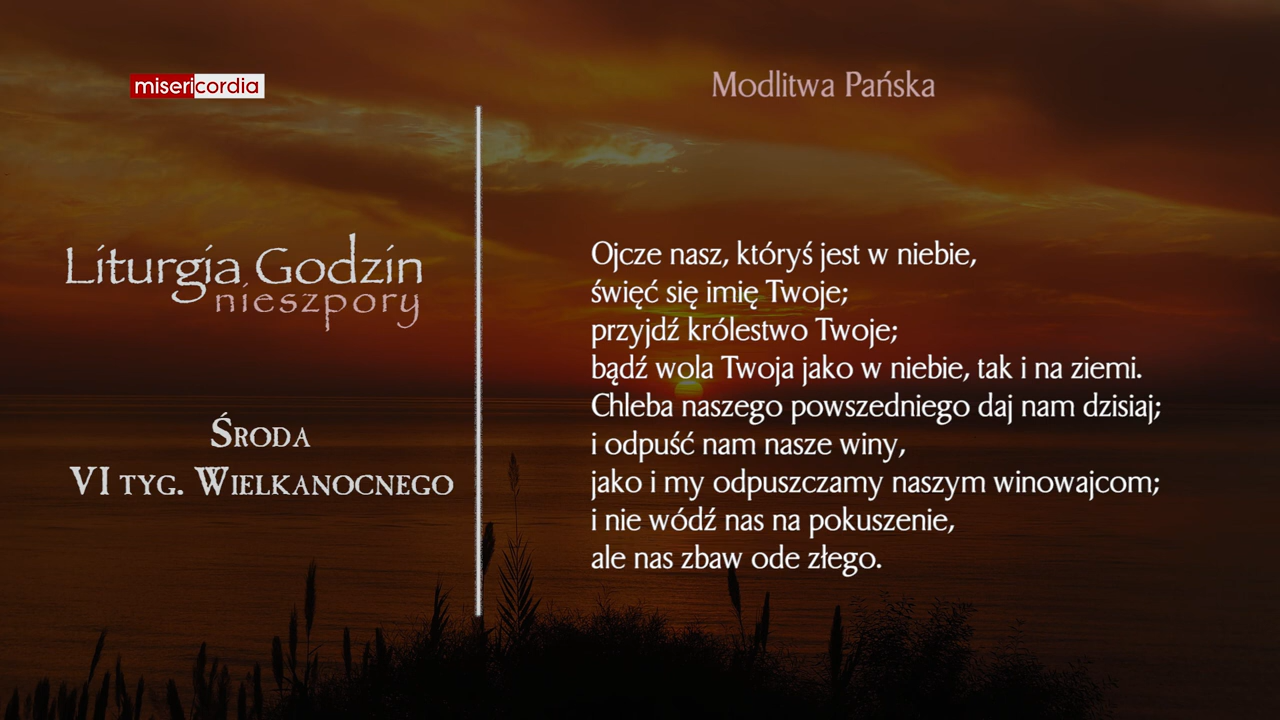 misericordia
Liturgia Godzin
nieszpory
Środa
VI tyg. Wielkanocnego
Modlitwa Pańska
Ojcze nasz, któryś jest w niebie,
święć się imię Twoje;
przyjdź królestwo Twoje;
bądź wola Twoja jako w niebie, tak i na ziemi.
Chleba naszego powszedniego daj nam dzisiaj;
i odpuść nam nasze winy,
jako i my odpuszczamy naszym winowajcom;
i nie wódź nas na pokuszenie,
ale nas zbaw ode złego.